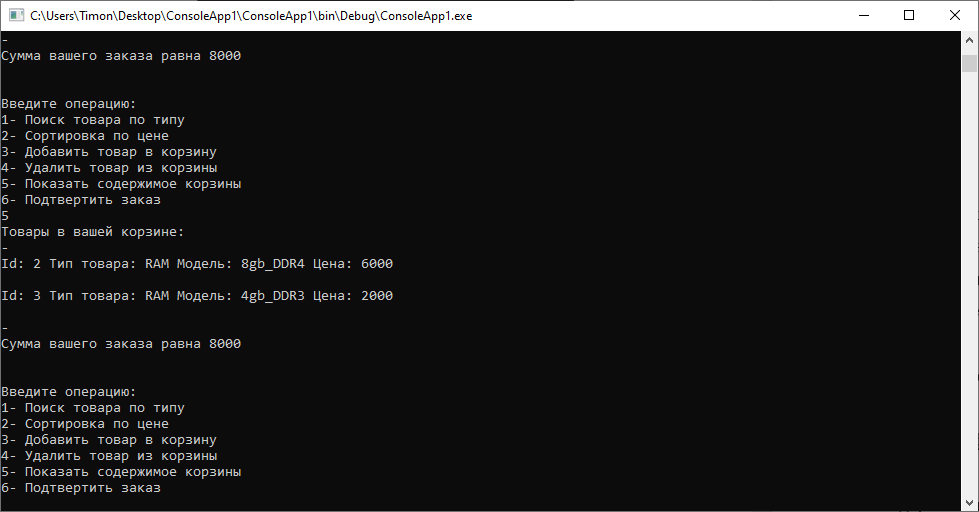 C:\Users\Timon\Desktop\ConsoleApp1\ConsoleApp1\bin\Debug\ConsoleApp1.exe
-
Сумма вашего заказа равна 8000
Введите операцию:
1- Поиск товара по типу
2- Сортировка по цене
3- Добавить товар в корзину
4- Удалить товар из корзины
5- Показать содержимое корзины
6- Подтвертить заказ
5
Товары в вашей корзине:
-
Id: 2 Тип товара: RAM Модель: 8gb_DDR4 Цена: 6000
Id: 3 Тип товара: RAM Модель: 4gb_DDR3 Цена: 2000
-
Сумма вашего заказа равна 8000
Введите операцию:
1- Поиск товара по типу
2- Сортировка по цене
3- Добавить товар в корзину
4- Удалить товар из корзины
5- Показать содержимое корзины
6- Подтвертить заказ